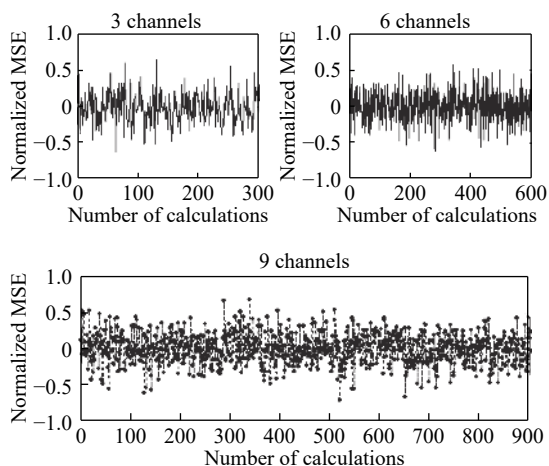 3 channels
Normalized MSE
1.0
0.5
0
−0.5
−1.0
0 100 200 300
Number of calculations
6 channels
Normalized MSE
1.0
0.5
0
−0.5
−1.0
0 200 400 600
Number of calculations
9 channels
Normalized MSE
1.0
0.5
0
−0.5
−1.0
0 100 200 300 400 500 600 700 800 900
Number of calculations